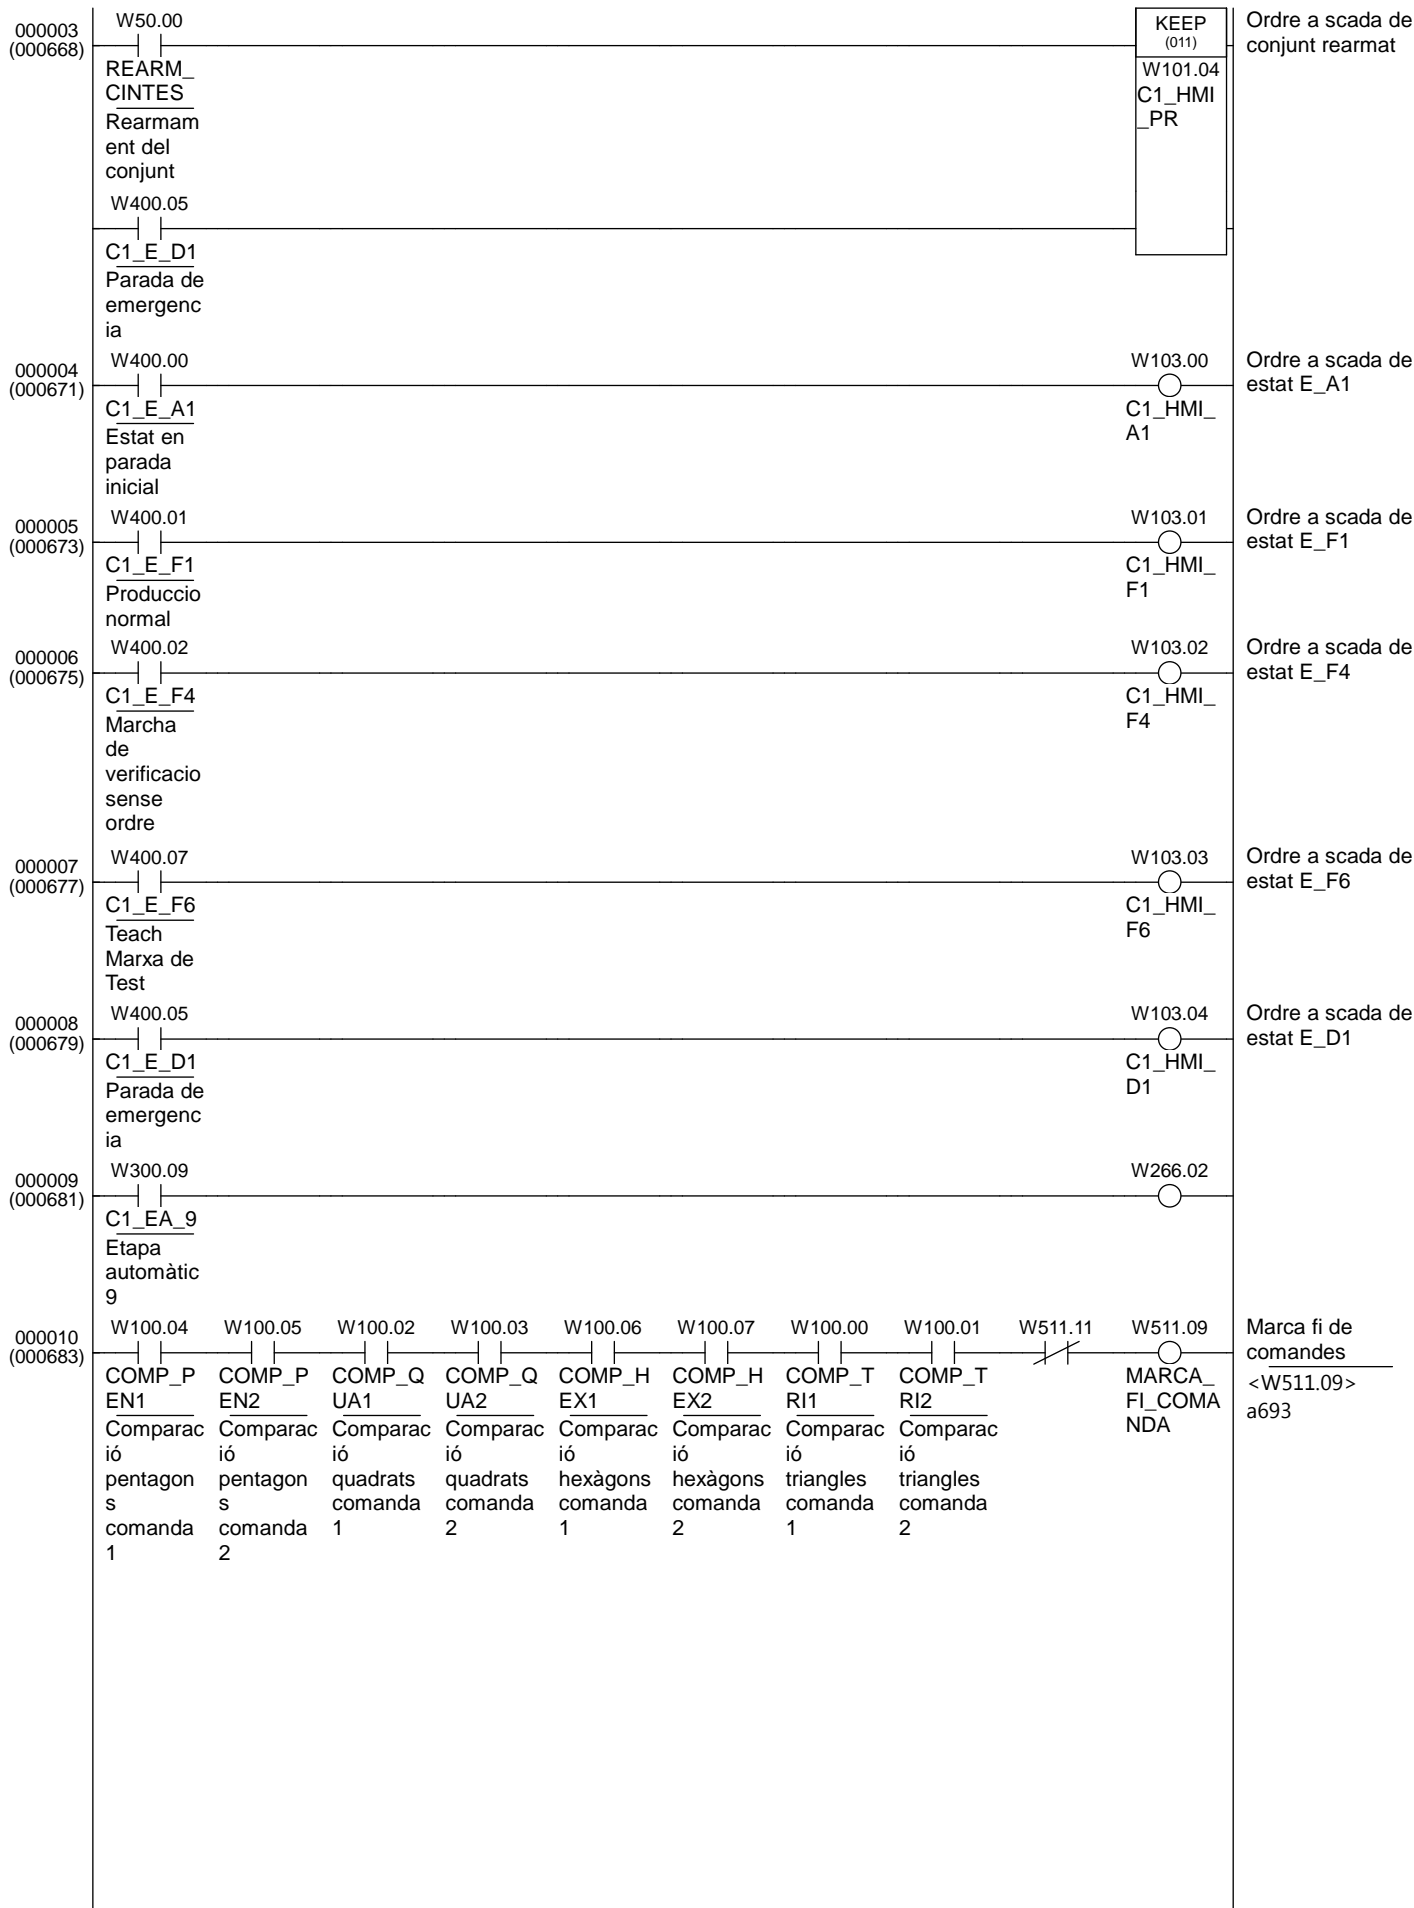 000003
(000668)
W50.00
REARM_
CINTES
Rearmam
ent del
conjunt
KEEP
(011)
W101.04
C1_HMI
_PR
Ordre a scada de
conjunt rearmat
W400.05
C1_E_D1
Parada de
emergenc
ia
000004
(000671)
W400.00
C1_E_A1
Estat en
parada
inicial
W103.00
C1_HMI_
A1
Ordre a scada de
estat E_A1
000005
(000673)
W400.01
C1_E_F1
Produccio
normal
W103.01
C1_HMI_
F1
Ordre a scada de
estat E_F1
000006
(000675)
W400.02
C1_E_F4
Marcha
de
verificacio
sense
ordre
W103.02
C1_HMI_
F4
Ordre a scada de
estat E_F4
000007
(000677)
W400.07
C1_E_F6
Teach
Marxa de
Test
W103.03
C1_HMI_
F6
Ordre a scada de
estat E_F6
000008
(000679)
W400.05
C1_E_D1
Parada de
emergenc
ia
W103.04
C1_HMI_
D1
Ordre a scada de
estat E_D1
000009
(000681)
W300.09
C1_EA_9
Etapa
automàtic
9
W266.02
000010
(000683)
W100.04
COMP_P
EN1
Comparac
ió
pentagon
s
comanda
1
W100.05
COMP_P
EN2
Comparac
ió
pentagon
s
comanda
2
W100.02
COMP_Q
UA1
Comparac
ió
quadrats
comanda
1
W100.03
COMP_Q
UA2
Comparac
ió
quadrats
comanda
2
W100.06
COMP_H
EX1
Comparac
ió
hexàgons
comanda
1
W100.07
COMP_H
EX2
Comparac
ió
hexàgons
comanda
2
W100.00
COMP_T
RI1
Comparac
ió
triangles
comanda
1
W100.01
COMP_T
RI2
Comparac
ió
triangles
comanda
2
W511.11
W511.09
MARCA_
FI_COMA
NDA
Marca fi de
comandes
<W511.09>
a693